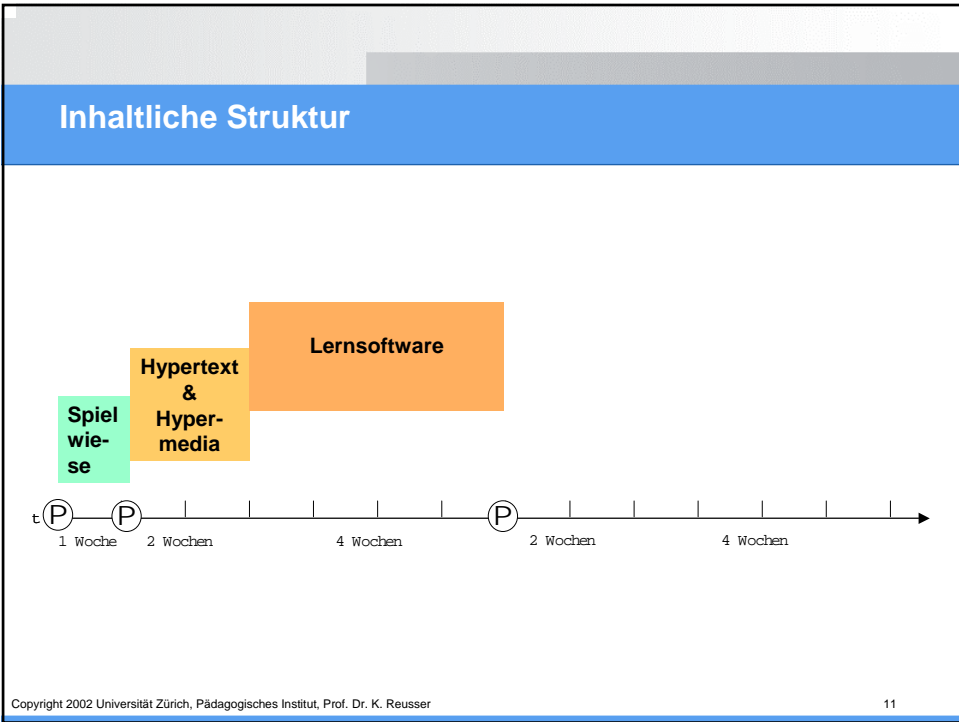 Inhaltliche Struktur
Lernsoftware
Hypertext
&
Hyper-
media
Spiel
wie-
se
t P P P
1 Woche 2 Wochen 4 Wochen 2 Wochen 4 Wochen
Copyright 2002 Universität Zürich, Pädagogisches Institut, Prof. Dr. K. Reusser 11